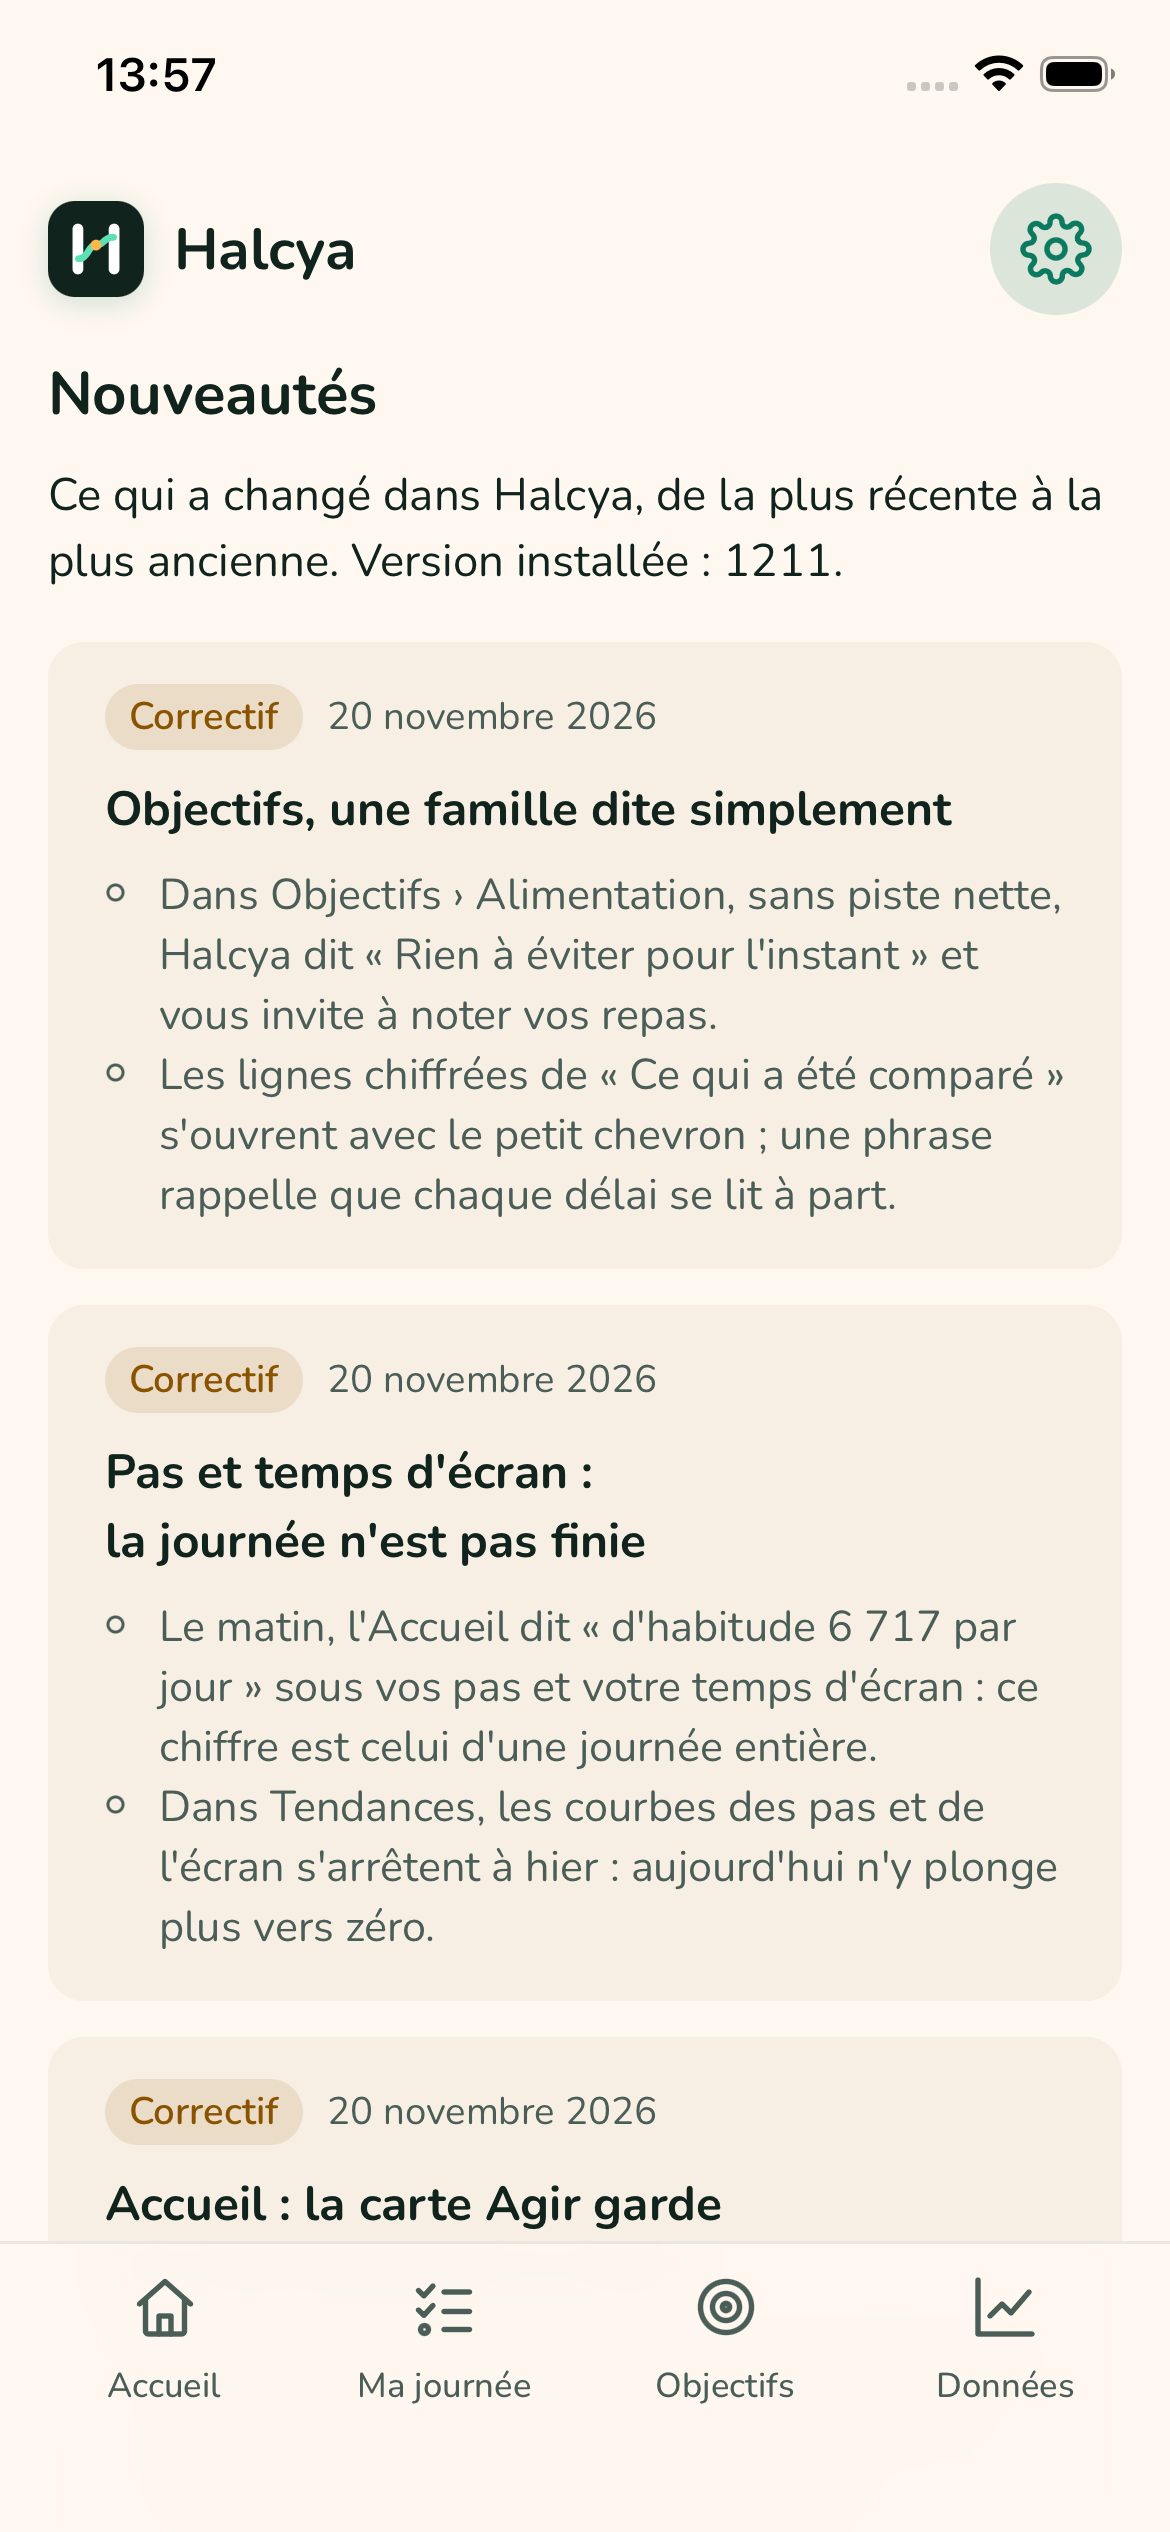 13:57
Halcya
Nouveautés
Ce qui a changé dans Halcya, de la plus récente à la
plus ancienne. Version installée : 1211.
Correctif 20 novembre 2026
Objectifs, une famille dite simplement
Dans Objectifs › Alimentation, sans piste nette,
Halcya dit « Rien à éviter pour l'instant » et
vous invite à noter vos repas.
Les lignes chiffrées de « Ce qui a été comparé »
s'ouvrent avec le petit chevron ; une phrase
rappelle que chaque délai se lit à part.
Correctif 20 novembre 2026
Pas et temps d'écran :
la journée n'est pas finie
Le matin, l'Accueil dit « d'habitude 6 717 par
jour » sous vos pas et votre temps d'écran : ce
chiffre est celui d'une journée entière.
Dans Tendances, les courbes des pas et de
l'écran s'arrêtent à hier : aujourd'hui n'y plonge
plus vers zéro.
Correctif 20 novembre 2026
Accueil : la carte Agir garde
Accueil Ma journée Objectifs Données